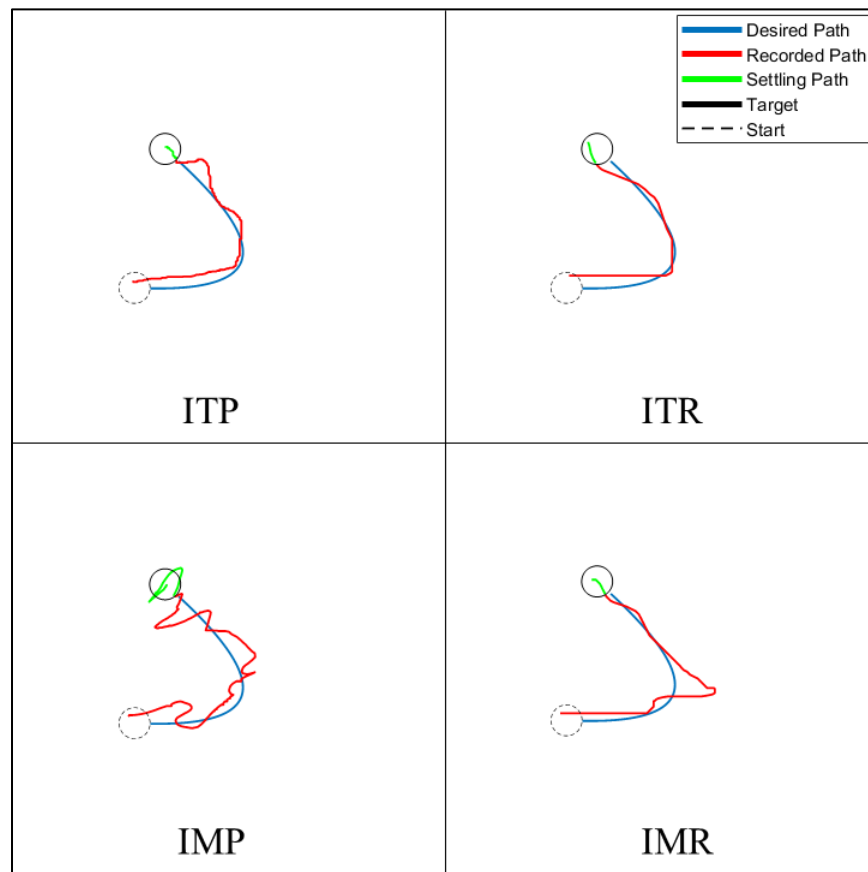 Desired Path
Recorded Path
Settling Path
Target
Start
ITP
ITR
IMP
IMR